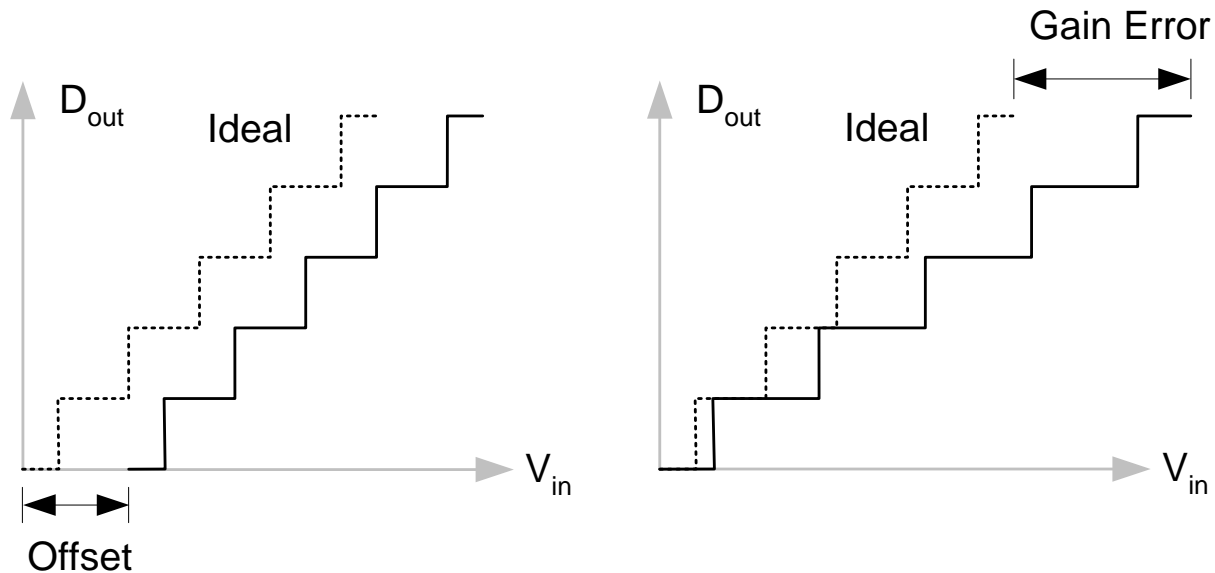 Gain Error
D_out
Ideal
V_in
Offset
D_out
Ideal
V_in